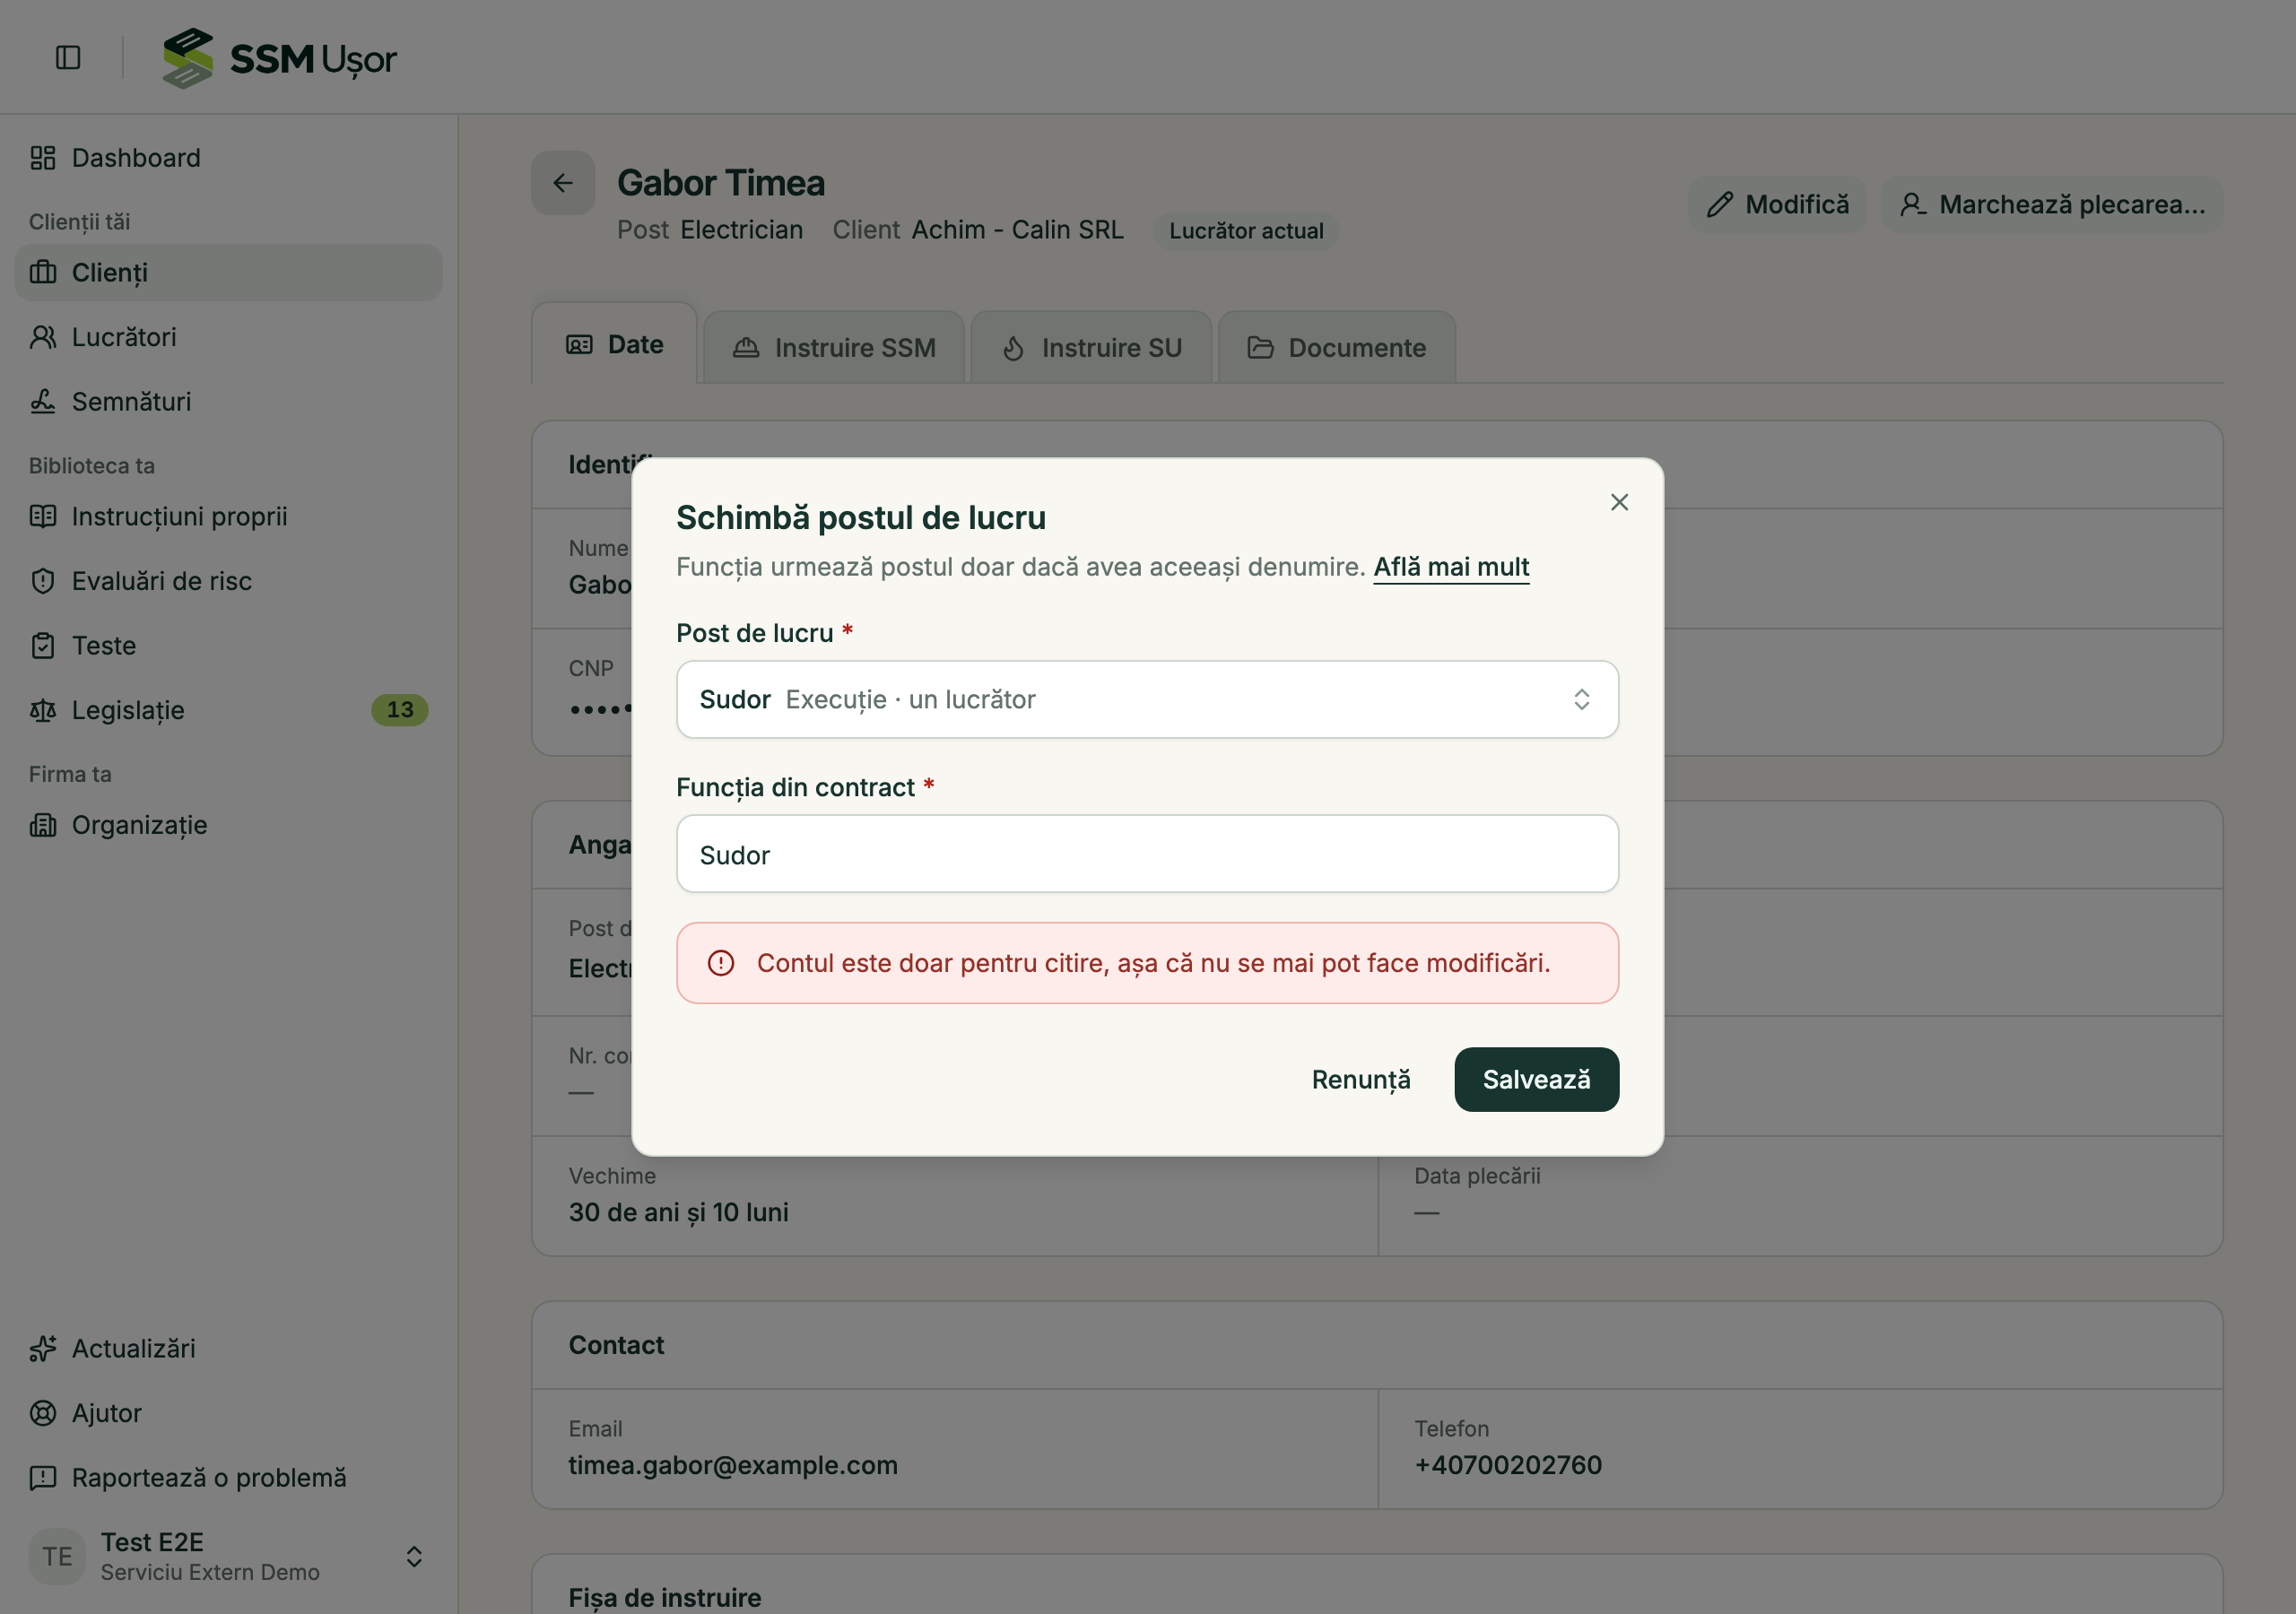 SSM Ușor
Dashboard
Clienții tăi
Clienți
Lucrători
Semnături
Biblioteca ta
Instrucțiuni proprii
Evaluări de risc
Teste
Legislație 13
Firma ta
Organizație
Actualizări
Ajutor
Raportează o problemă
TE
Test E2E
Serviciu Extern Demo
Gabor Timea
Post Electrician Client Achim - Calin SRL Lucrător actual
Modifică
Marchează plecarea...
Date
Instruire SSM
Instruire SU
Documente
Nume
CNP
Schimbă postul de lucru
Funcția urmează postul doar dacă avea aceeași denumire. Află mai mult
Post de lucru *
Sudor Execuție · un lucrător
Funcția din contract *
Sudor
Contul este doar pentru citire, așa că nu se mai pot face modificări.
Renunță
Salvează
Vechime
30 de ani și 10 luni
Data plecării
—
Contact
Email
timea.gabor@example.com
Telefon
+40700202760
Fișa de instruire